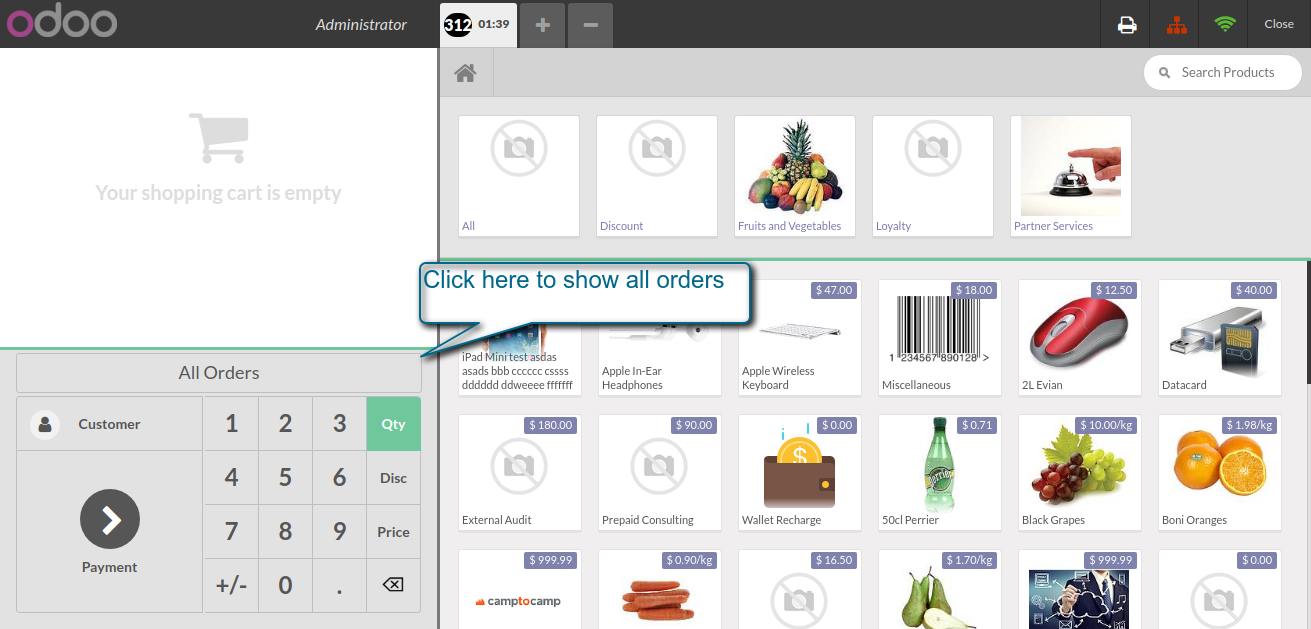 odoo
Administrator
312 01:39
Close
Search Products
Your shopping cart is empty
All
Discount
Fruits and Vegetables
Loyalty
Partner Services
Click here to show all orders
$ 47.00
$ 18.00
$ 12.50
$ 40.00
iPad Mini test asdas
asads bbb cccccc cssss
dddddd ddweeee fffffff
Apple In-Ear
Headphones
Apple Wireless
Keyboard
1 234567 890128 >
Miscellaneous
2L Evian
Datacard
All Orders
Customer
1 2 3 Qty
4 5 6 Disc
7 8 9 Price
+/- 0 .
Payment
$ 180.00
$ 90.00
$ 0.00
$ 0.71
$ 10.00/kg
$ 1.98/kg
External Audit
Prepaid Consulting
Wallet Recharge
50cl Perrier
Black Grapes
Boni Oranges
$ 999.99
$ 0.90/kg
$ 16.50
$ 1.70/kg
$ 999.99
$ 0.00
camptocamp